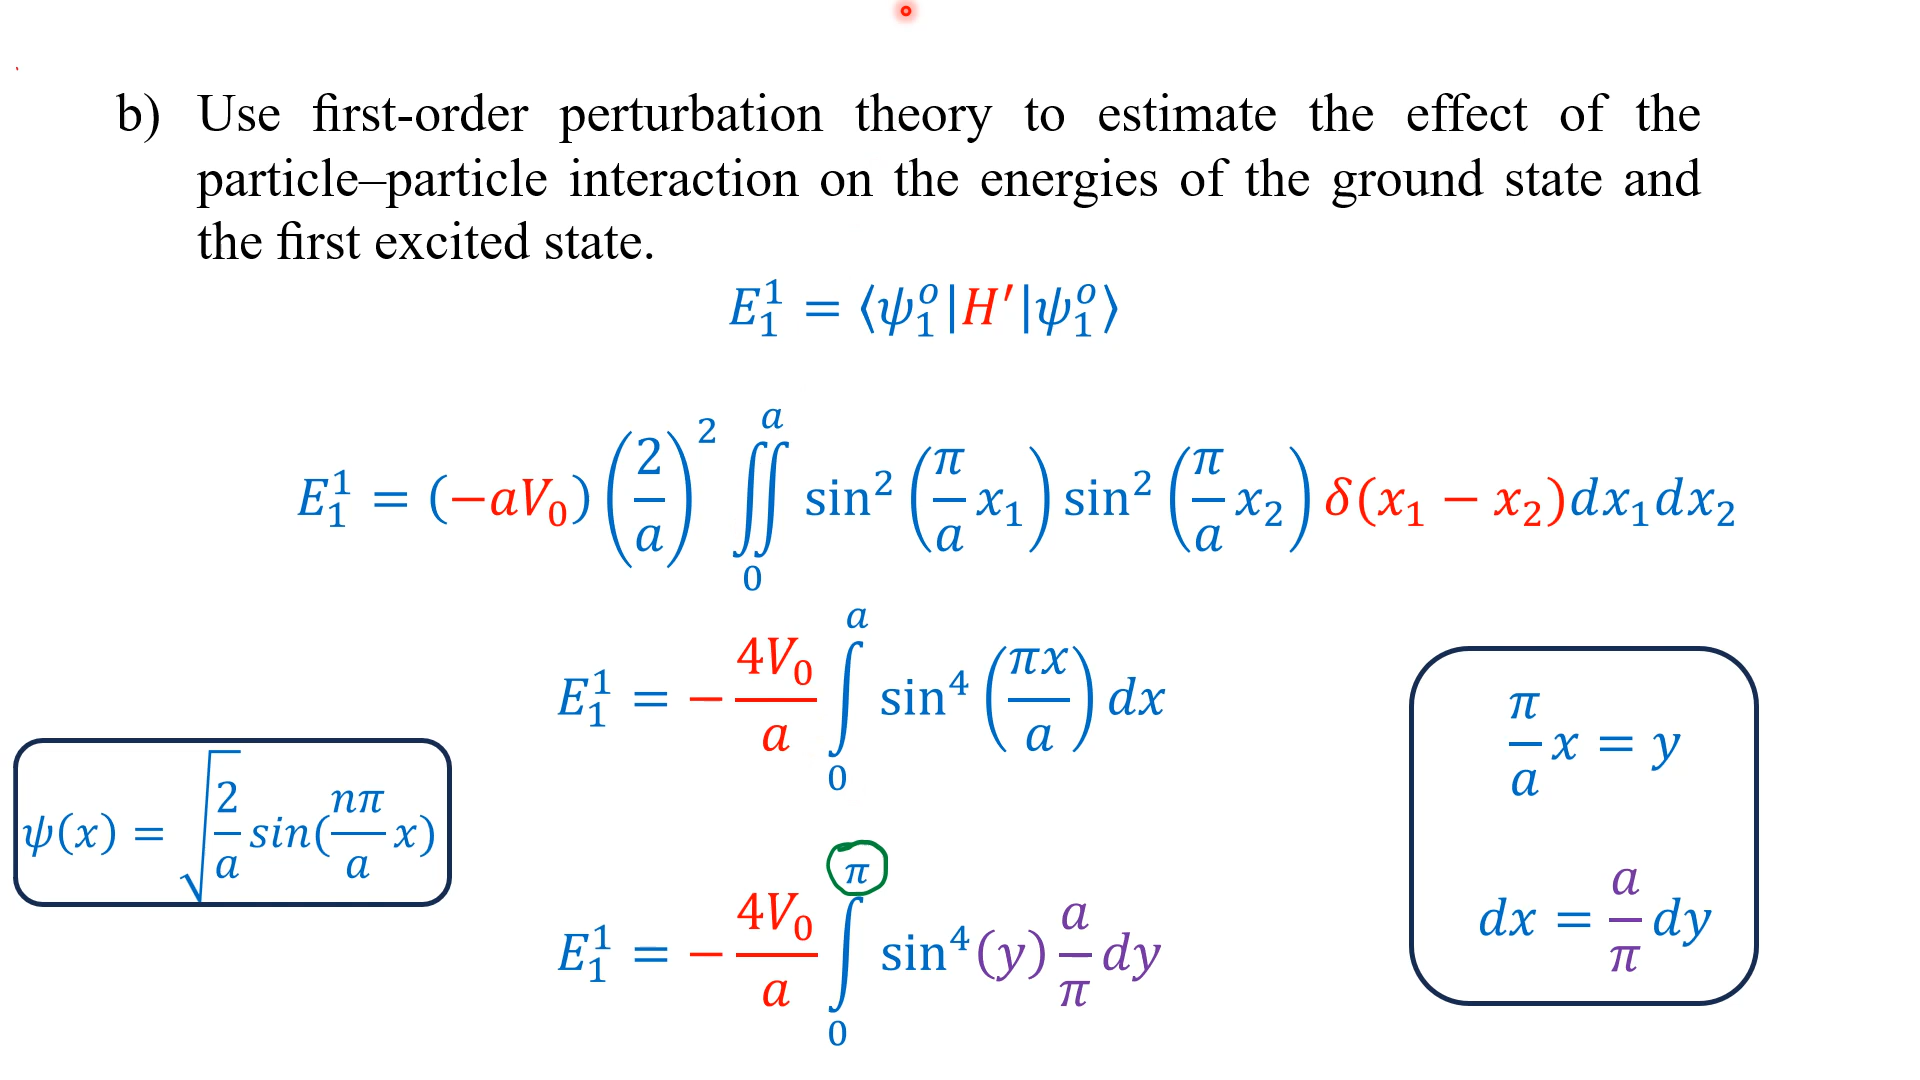 b) Use first-order perturbation theory to estimate the effect of the
particle–particle interaction on the energies of the ground state and
the first excited state.
E₁¹ = ⟨ψ₁ᵒ|H′|ψ₁ᵒ⟩
E₁¹ = (−aV₀) (2/a)² ∬₀ᵃ sin² (π/a x₁) sin² (π/a x₂) δ(x₁ − x₂)dx₁dx₂
E₁¹ = − 4V₀/a ∫₀ᵃ sin⁴ (πx/a) dx
π/a x = y
ψ(x) = √(2/a) sin(nπ/a x)
E₁¹ = − 4V₀/a ∫₀^π sin⁴(y) a/π dy
dx = a/π dy